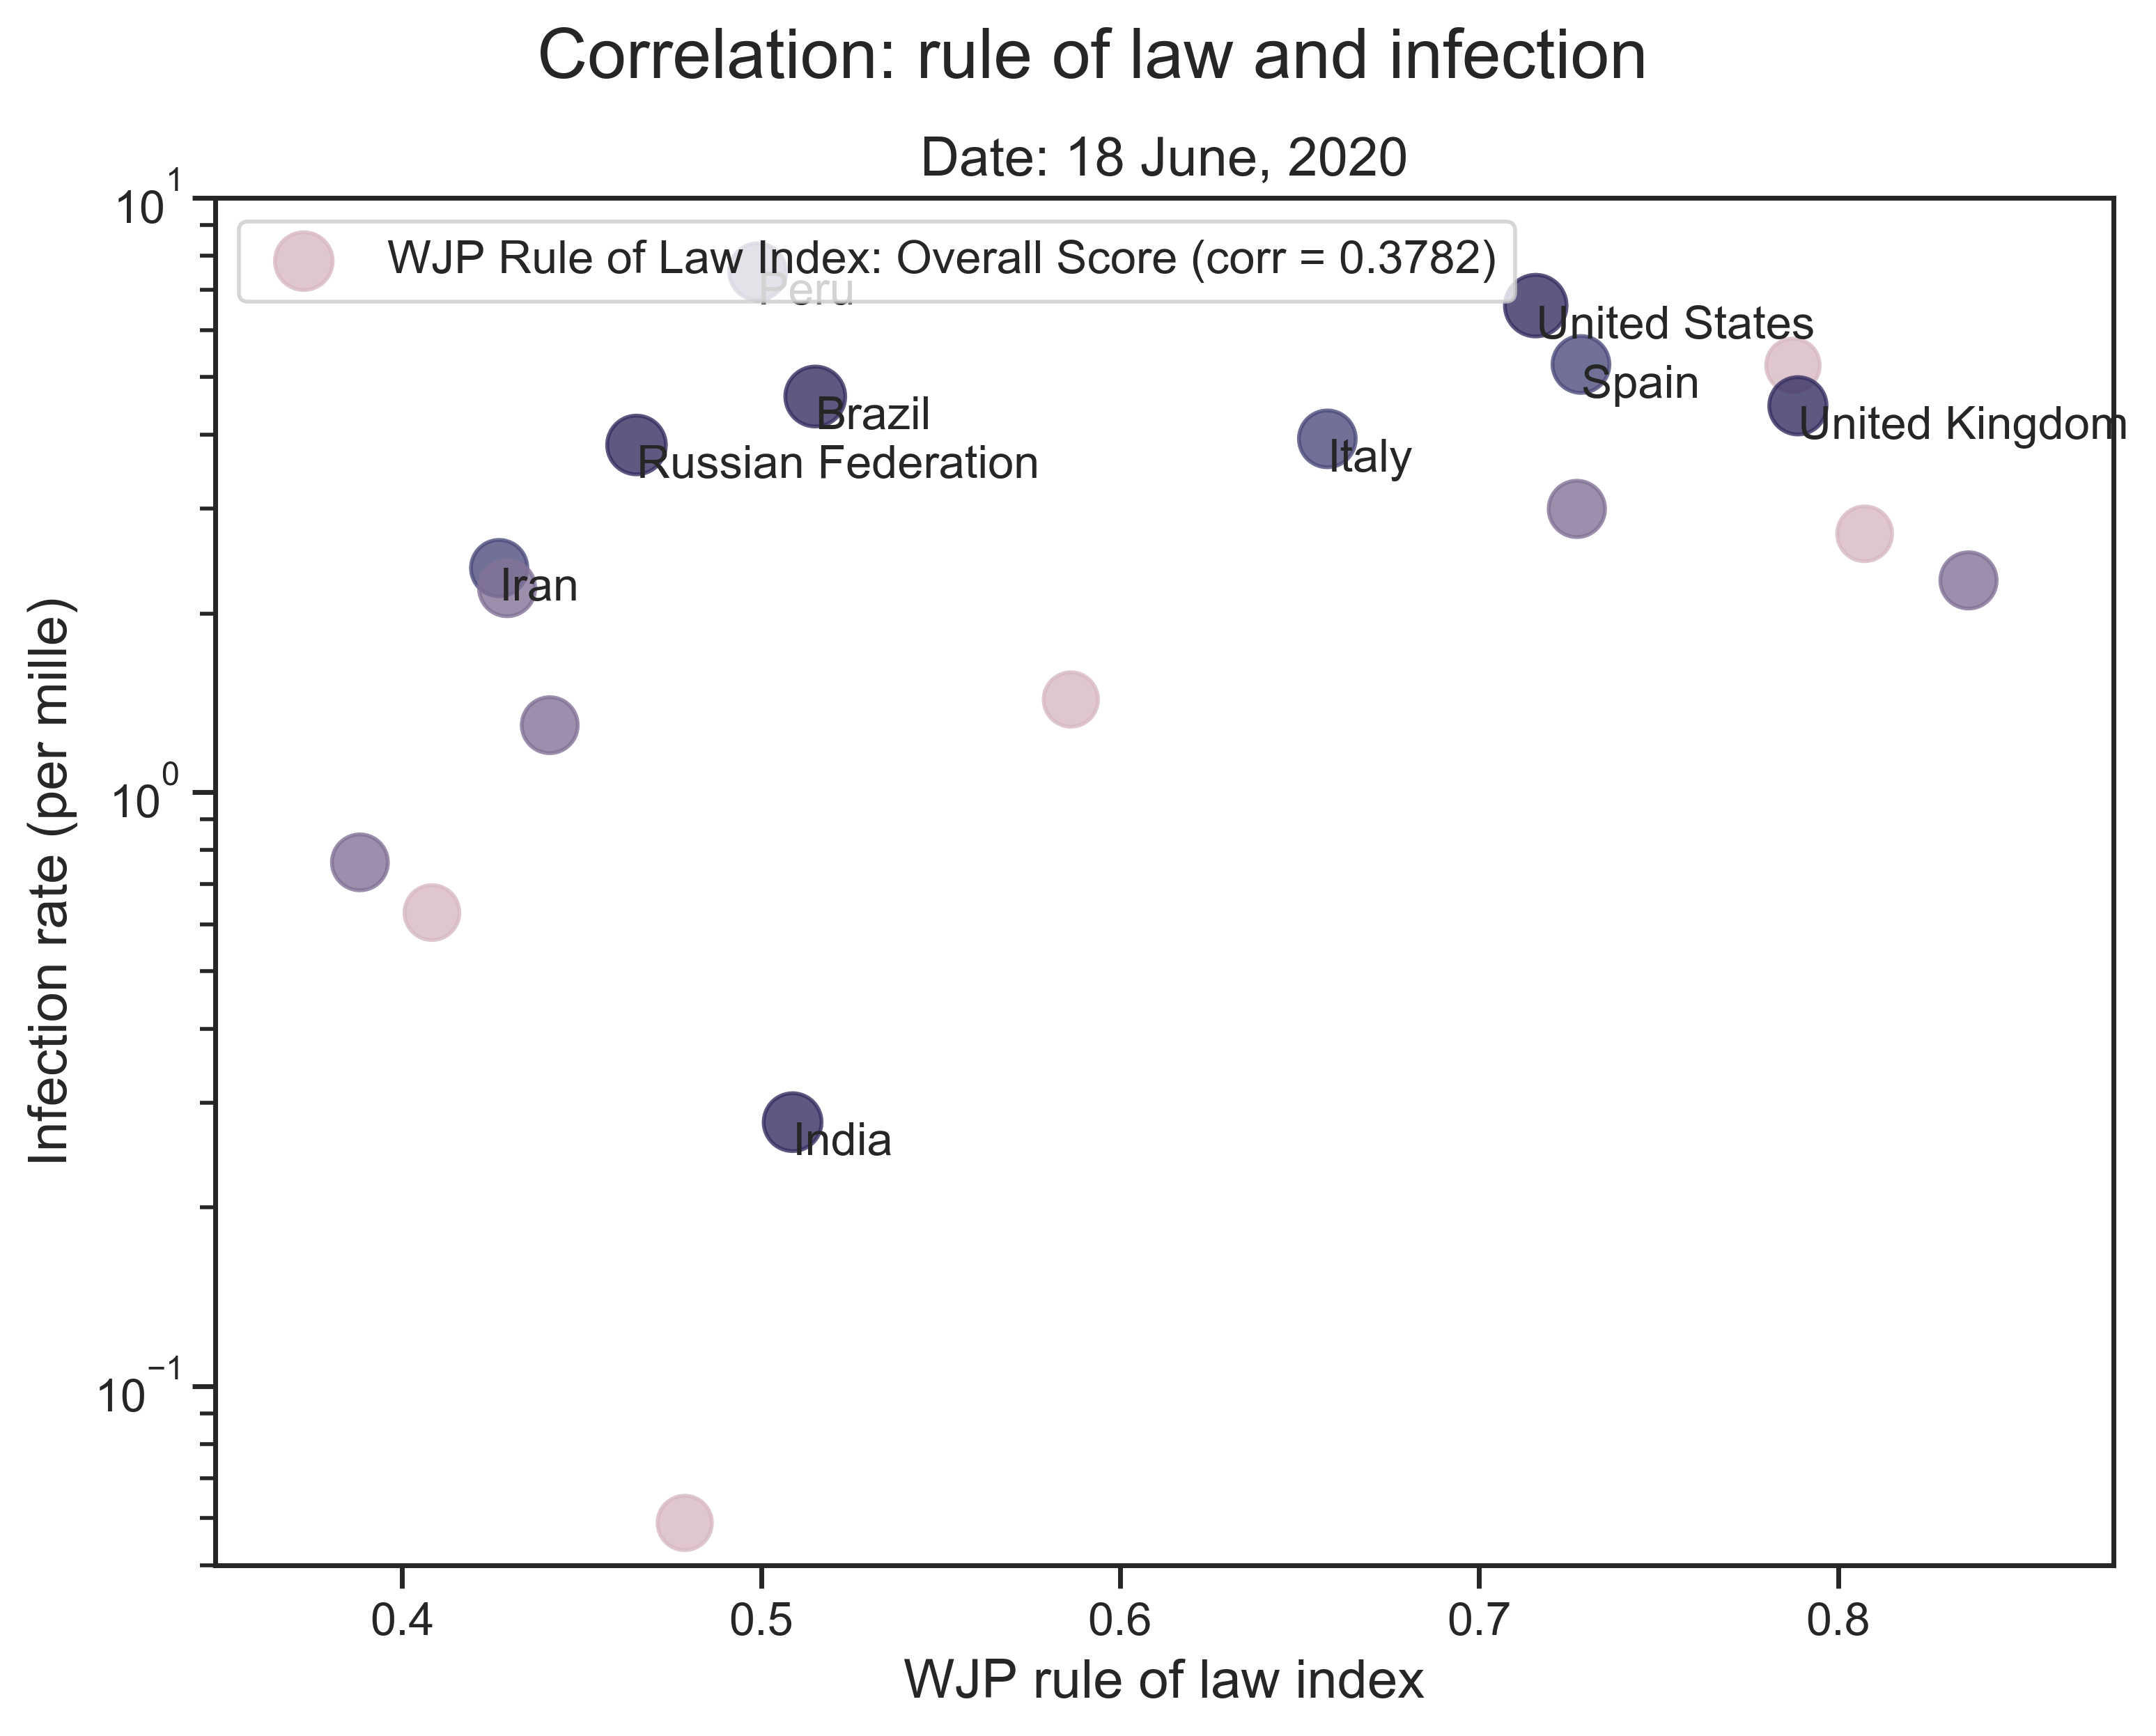 Correlation: rule of law and infection
Date: 18 June, 2020
10^1
WJP Rule of Law Index: Overall Score (corr = 0.3782)
Peru
United States
Spain
Brazil
United Kingdom
Italy
Russian Federation
Iran
Infection rate (per mille)
10^0
India
10^−1
0.4 0.5 0.6 0.7 0.8
WJP rule of law index